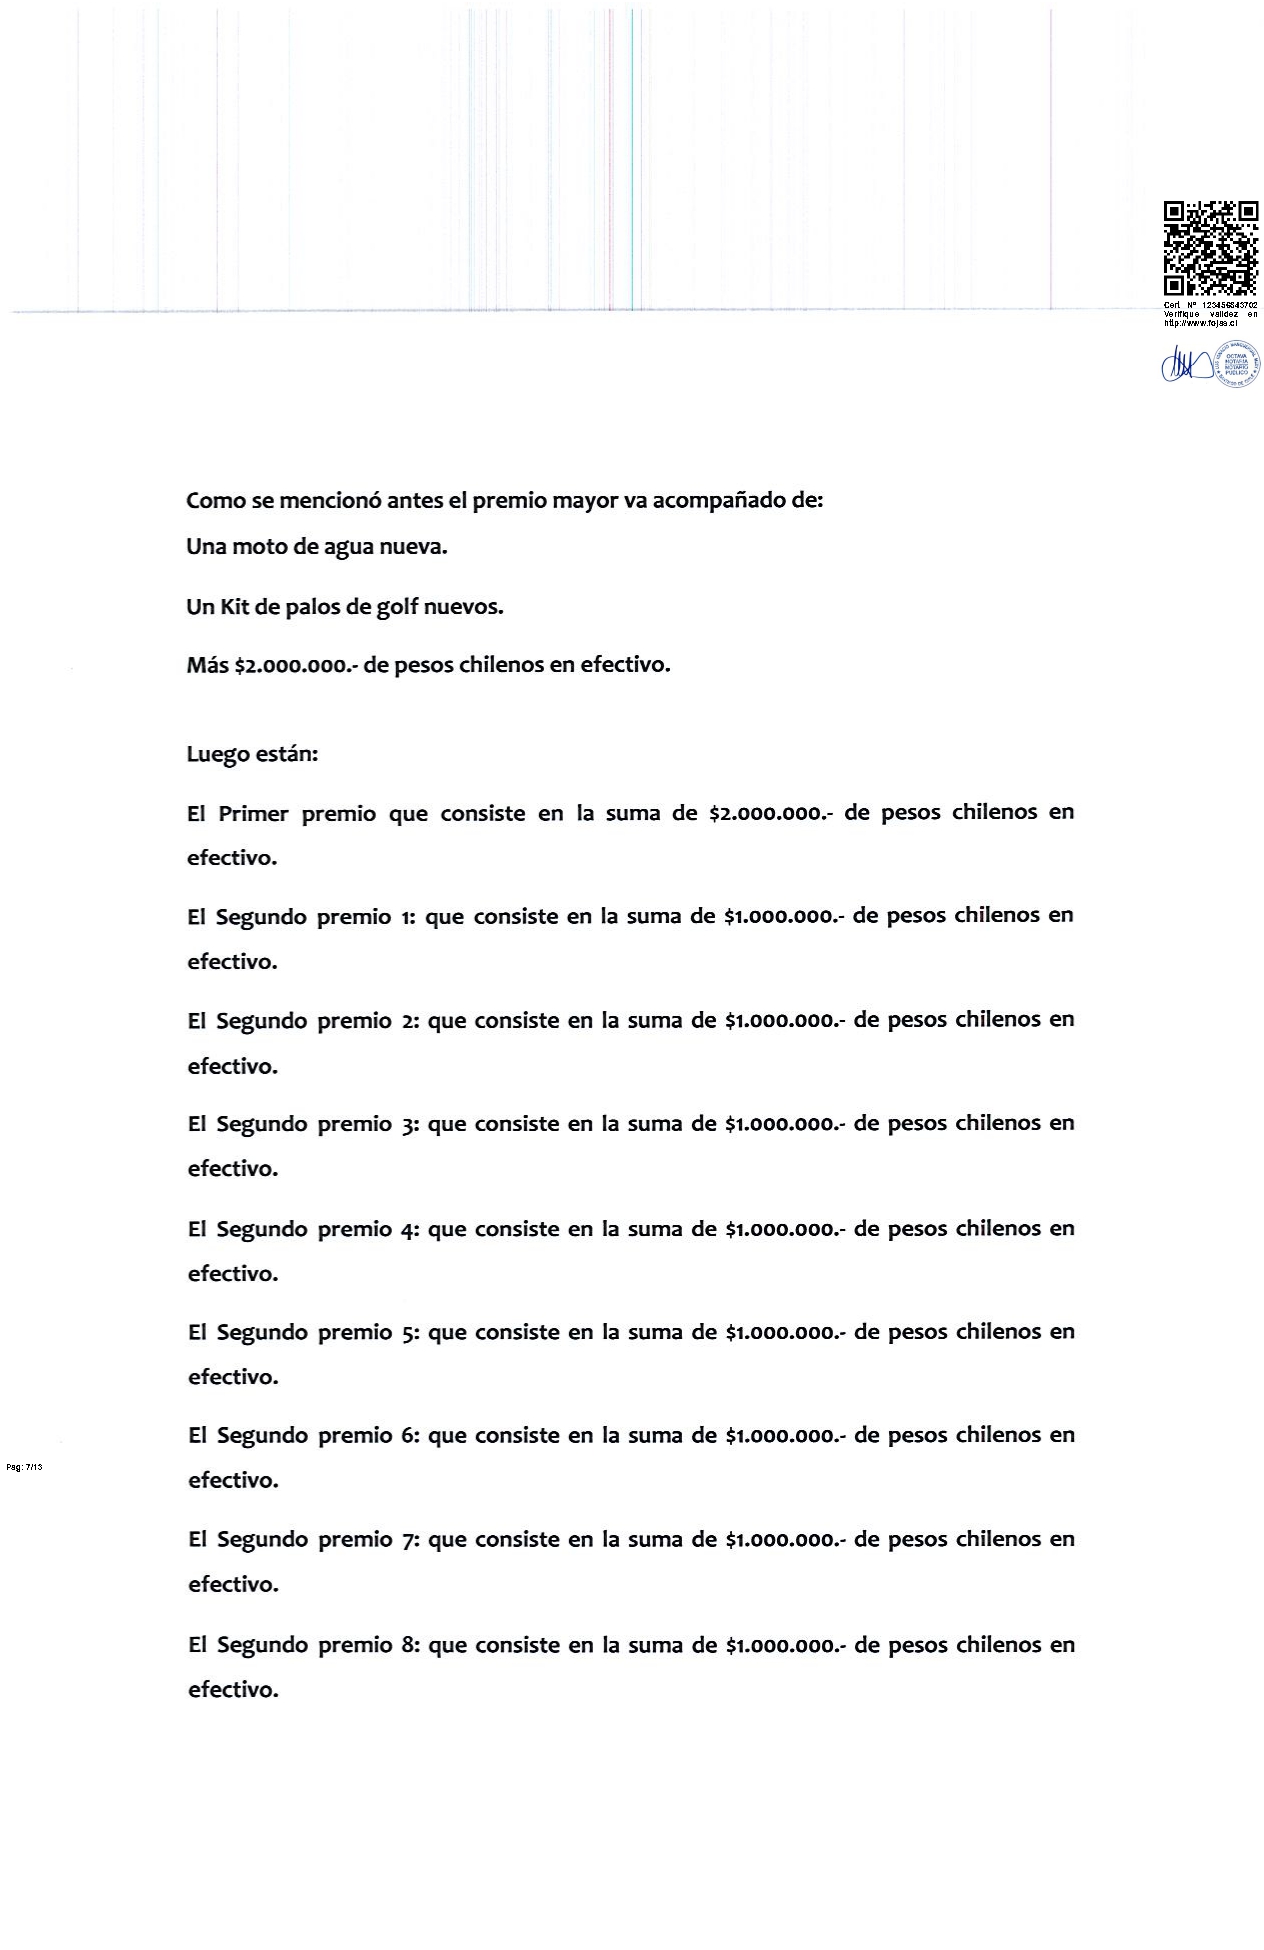 Cert. Nº 123456843702
Verifique validez en
http://www.fojas.cl
OCTAVA
NOTARIA
NOTARIO
PÚBLICO
Como se mencionó antes el premio mayor va acompañado de:
Una moto de agua nueva.
Un Kit de palos de golf nuevos.
Más $2.000.000.- de pesos chilenos en efectivo.
Luego están:
El Primer premio que consiste en la suma de $2.000.000.- de pesos chilenos en
efectivo.
El Segundo premio 1: que consiste en la suma de $1.000.000.- de pesos chilenos en
efectivo.
El Segundo premio 2: que consiste en la suma de $1.000.000.- de pesos chilenos en
efectivo.
El Segundo premio 3: que consiste en la suma de $1.000.000.- de pesos chilenos en
efectivo.
El Segundo premio 4: que consiste en la suma de $1.000.000.- de pesos chilenos en
efectivo.
El Segundo premio 5: que consiste en la suma de $1.000.000.- de pesos chilenos en
efectivo.
El Segundo premio 6: que consiste en la suma de $1.000.000.- de pesos chilenos en
efectivo.
Pag: 7/13
El Segundo premio 7: que consiste en la suma de $1.000.000.- de pesos chilenos en
efectivo.
El Segundo premio 8: que consiste en la suma de $1.000.000.- de pesos chilenos en
efectivo.